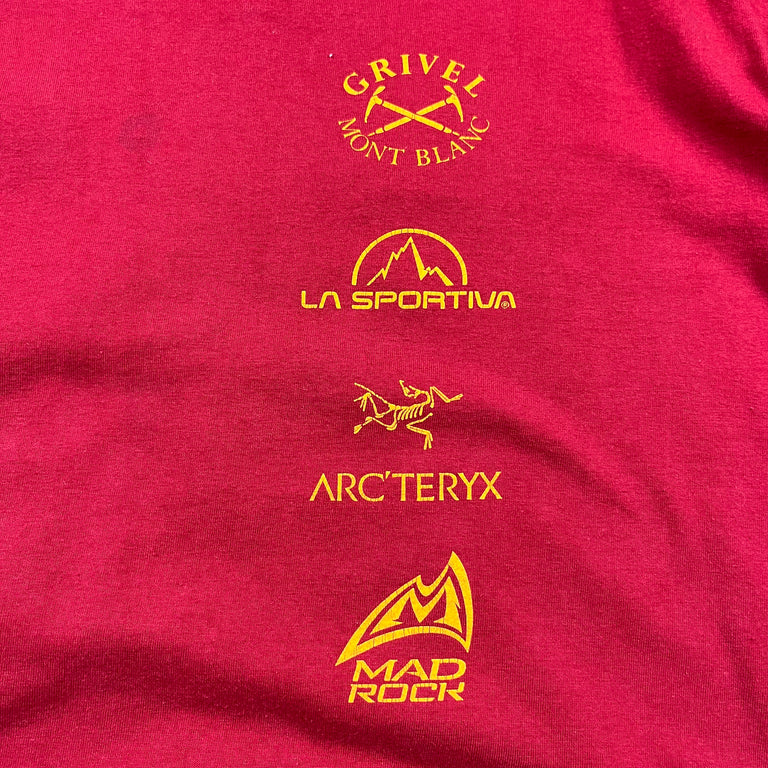 GRIVEL
MONT BLANC
LA SPORTIVA®
ARC'TERYX
M
MAD
ROCK